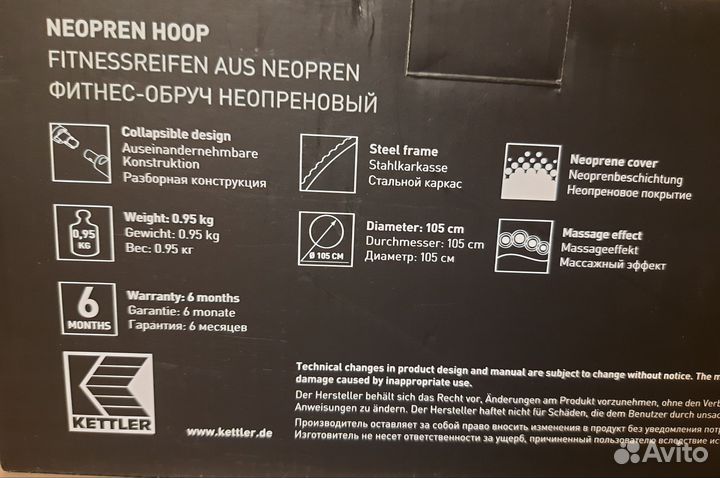 NEOPREN HOOP
FITNESSREIFEN AUS NEOPREN
ФИТНЕС-ОБРУЧ НЕОПРЕНОВЫЙ
Collapsible design
Auseinandernehmbare
Konstruktion
Разборная конструкция
Steel frame
Stahlkarkasse
Стальной каркас
Neoprene cover
Neoprenbeschichtung
Неопреновое покрытие
0,95
KG
Weight: 0.95 kg
Gewicht: 0.95 kg
Вес: 0.95 кг
Ø 105 CM
Diameter: 105 cm
Durchmesser: 105 cm
Диаметр: 105 см
Massage effect
Massageeffekt
Массажный эффект
6
MONTHS
Warranty: 6 months
Garantie: 6 monate
Гарантия: 6 месяцев
KETTLER
www.kettler.de
Technical changes in product design and manual are subject to change without notice. The m
damage caused by inappropriate use.
Der Hersteller behält sich das Recht vor, Änderungen am Produkt vorzunehmen, ohne den Verb
Anweisungen zu ändern. Der Hersteller haftet nicht für Schäden, die dem Benutzer durch unsac
Производитель оставляет за собой право вносить изменения в продукт без уведомления пот
Изготовитель не несет ответственности за ущерб, причиненный пользователю вследствие
Avito